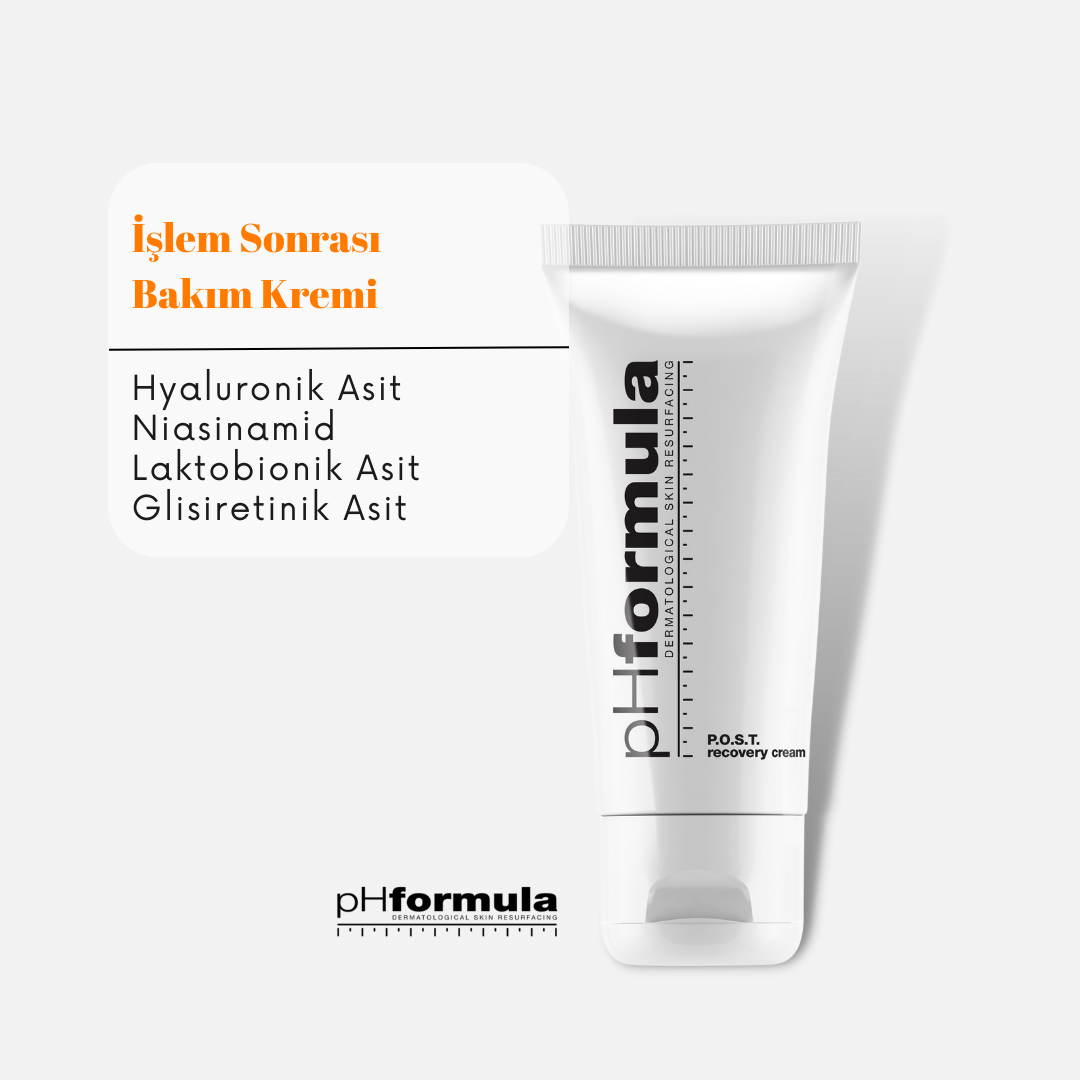 İşlem Sonrası
Bakım Kremi
Hyaluronik Asit
Niasinamid
Laktobionik Asit
Glisiretinik Asit
pHformula
DERMATOLOGICAL SKIN RESURFACING
P.O.S.T.
recovery cream
pHformula
DERMATOLOGICAL SKIN RESURFACING